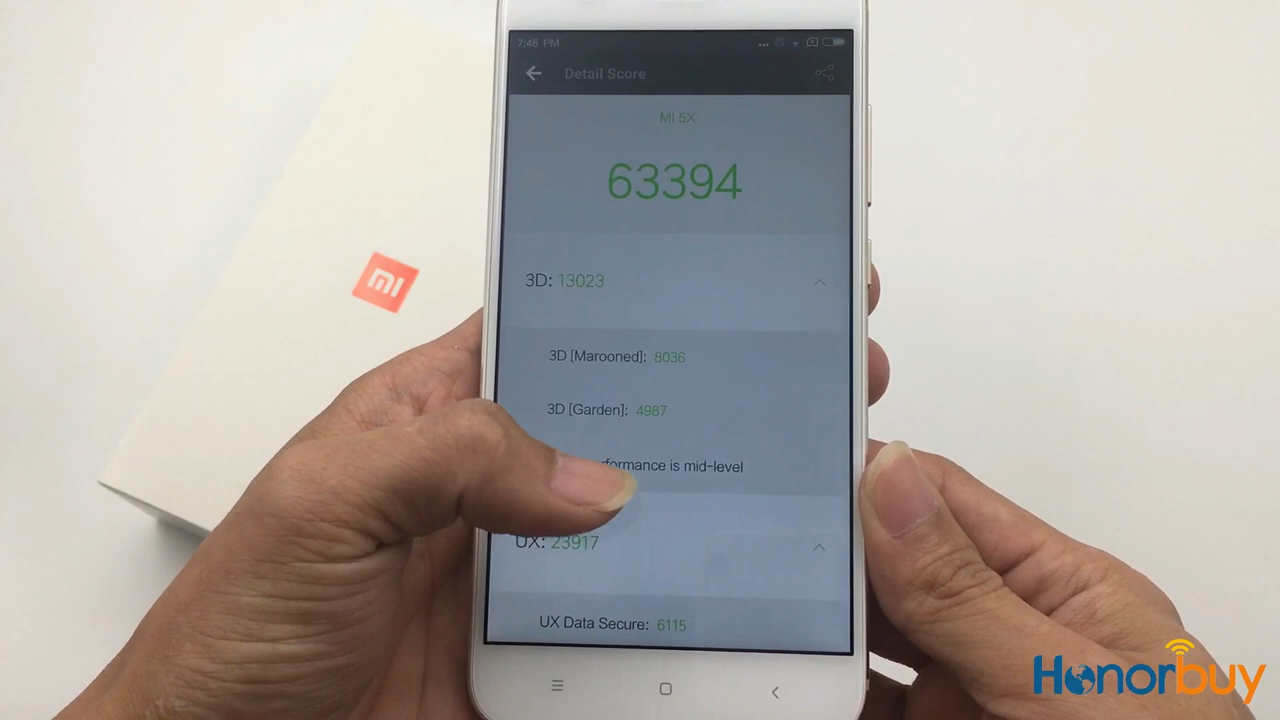 7:46 PM
Detail Score
MI 5X
63394
3D: 13023
3D [Marooned]: 8036
3D [Garden]: 4987
formance is mid-level
UX: 23917
UX Data Secure: 6115
mi
Honorbuy